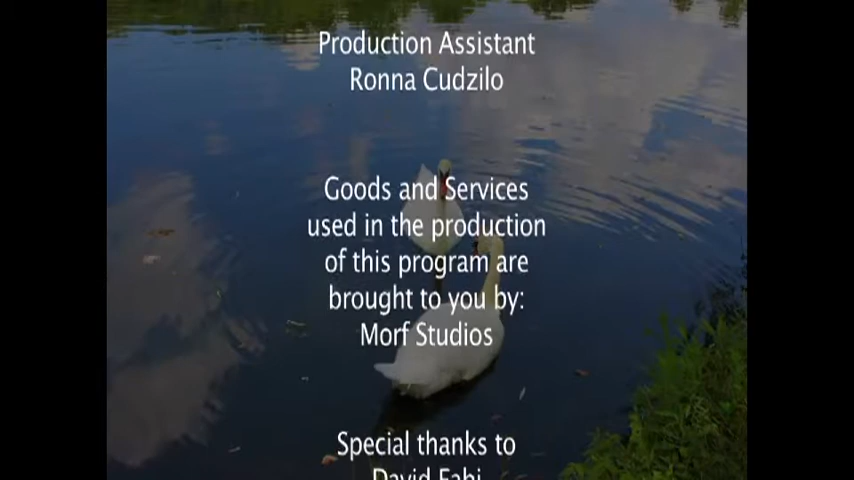 Production Assistant
Ronna Cudzilo
Goods and Services
used in the production
of this program are
brought to you by:
Morf Studios
Special thanks to
David